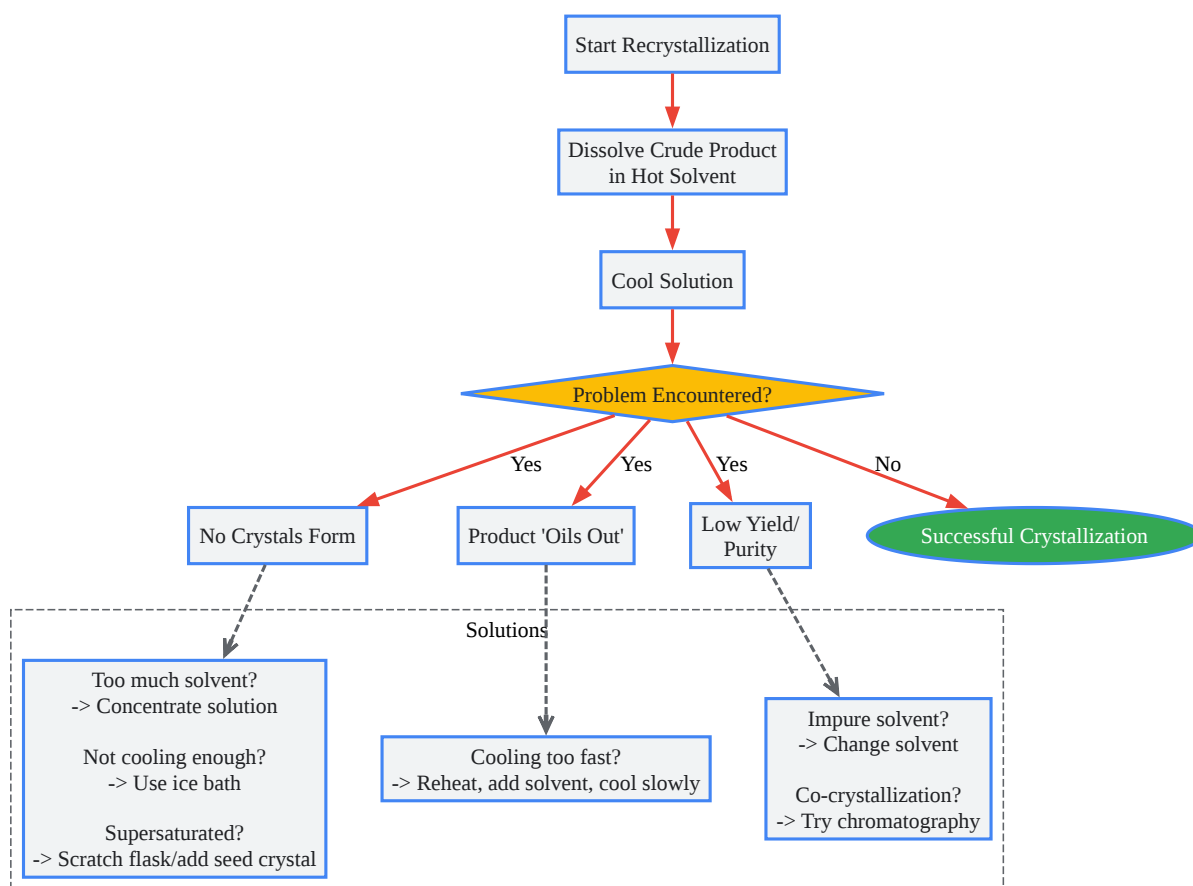 Start Recrystallization
Dissolve Crude Product
in Hot Solvent
Cool Solution
Problem Encountered?
Yes
Yes
Yes
No
No Crystals Form
Product 'Oils Out'
Low Yield/
Purity
Successful Crystallization
Solutions
Too much solvent?
-> Concentrate solution
Not cooling enough?
-> Use ice bath
Supersaturated?
-> Scratch flask/add seed crystal
Cooling too fast?
-> Reheat, add solvent, cool slowly
Impure solvent?
-> Change solvent
Co-crystallization?
-> Try chromatography